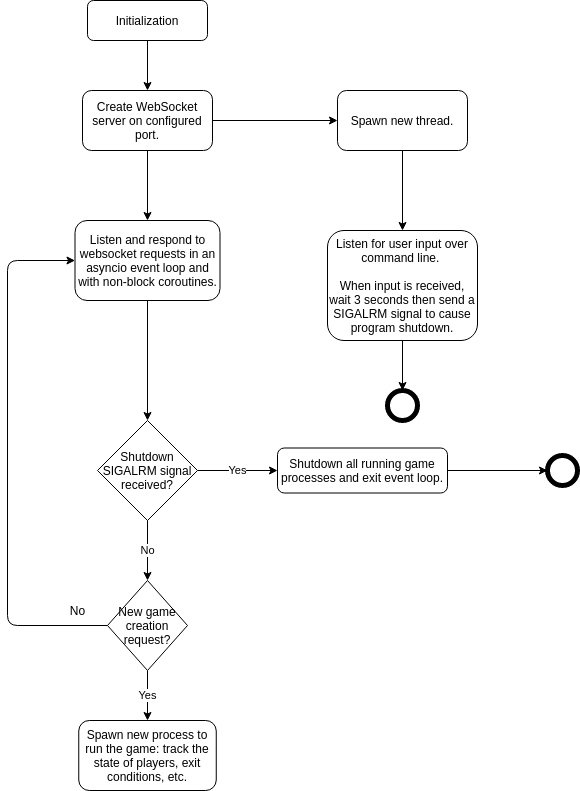 Initialization
Create WebSocket
server on configured
port.
Spawn new thread.
Listen and respond to
websocket requests in an
asyncio event loop and
with non-block coroutines.
Listen for user input over
command line.
When input is received,
wait 3 seconds then send a
SIGALRM signal to cause
program shutdown.
Shutdown
SIGALRM signal
received?
Yes
Shutdown all running game
processes and exit event loop.
No
New game
creation
request?
No
Yes
Spawn new process to
run the game: track the
state of players, exit
conditions, etc.